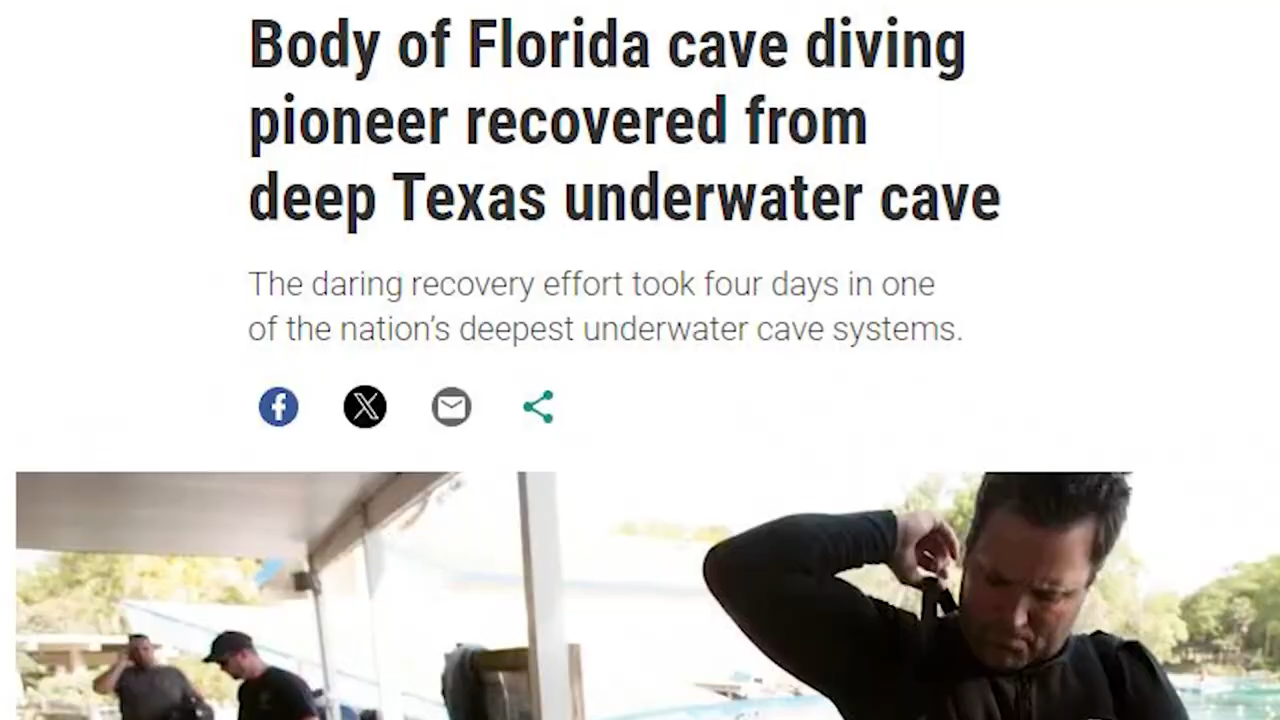 Body of Florida cave diving
pioneer recovered from
deep Texas underwater cave
The daring recovery effort took four days in one
of the nation’s deepest underwater cave systems.